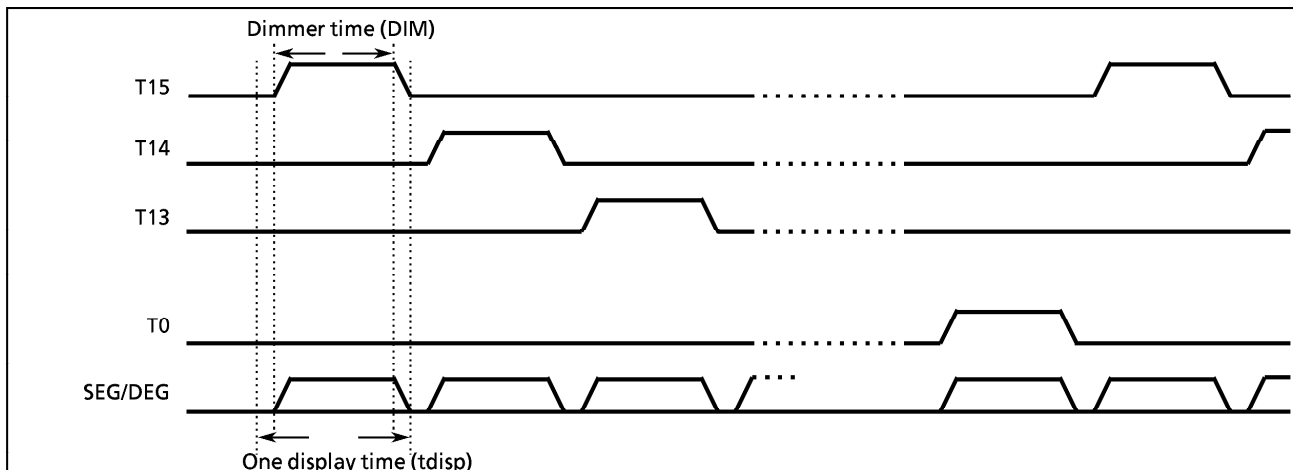 Dimmer time (DIM)
T15
T14
T13
T0
SEG/DEG
One display time (tdisp)